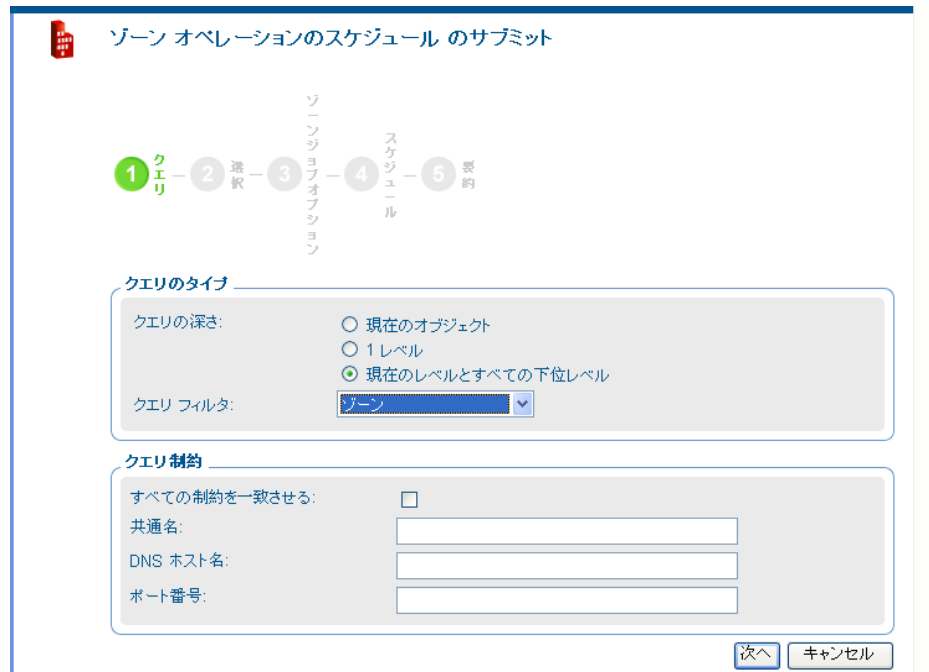 ゾーン オペレーションのスケジュール のサブミット
1 クエリ – 2 選択 – 3 ゾーンジョブオプション – 4 スケジュール – 5 要約
クエリのタイプ
クエリの深さ:
現在のオブジェクト
1 レベル
現在のレベルとすべての下位レベル
クエリ フィルタ: ゾーン
クエリ制約
すべての制約を一致させる:
共通名:
DNS ホスト名:
ポート番号:
次へ キャンセル